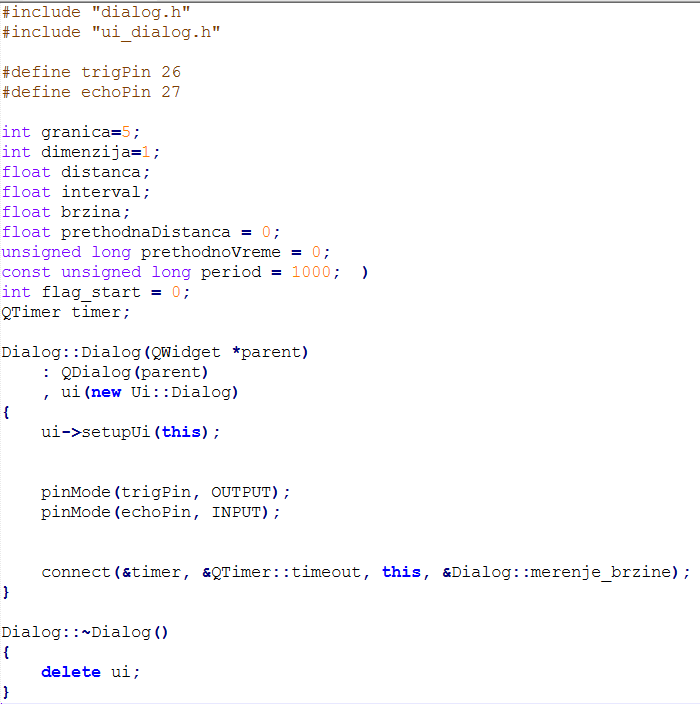 #include "dialog.h"
#include "ui_dialog.h"
#define trigPin 26
#define echoPin 27
int granica=5;
int dimenzija=1;
float distanca;
float interval;
float brzina;
float prethodnaDistanca = 0;
unsigned long prethodnoVreme = 0;
const unsigned long period = 1000;  )
int flag_start = 0;
QTimer timer;
Dialog::Dialog(QWidget *parent)
    : QDialog(parent)
    , ui(new Ui::Dialog)
{
    ui->setupUi(this);
    pinMode(trigPin, OUTPUT);
    pinMode(echoPin, INPUT);
    connect(&timer, &QTimer::timeout, this, &Dialog::merenje_brzine);
}
Dialog::~Dialog()
{
    delete ui;
}